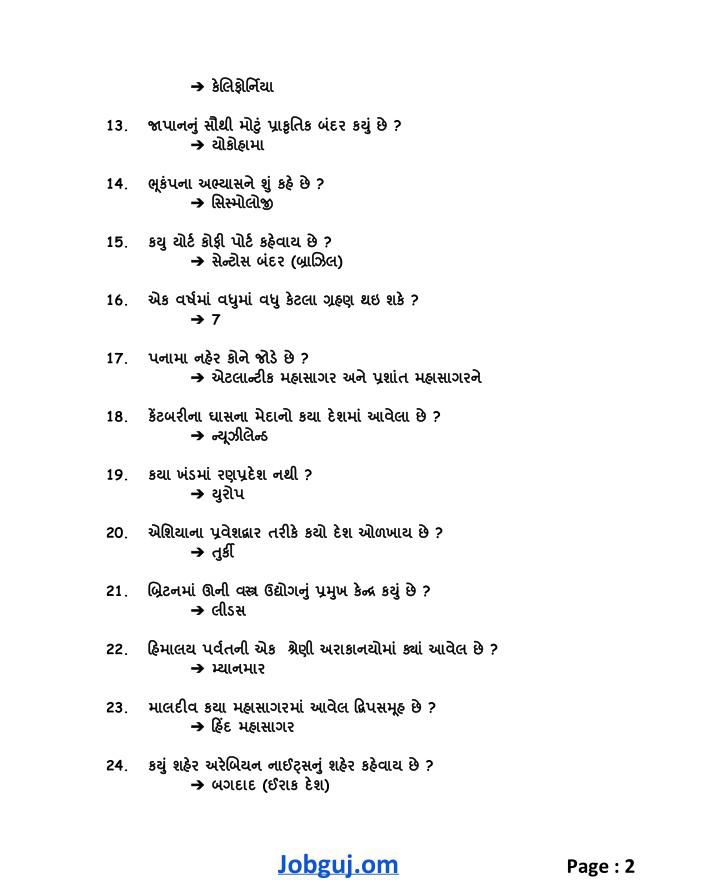 ➔ કેલિફોર્નિયા
13. જાપાનનું સૌથી મોટું પ્રાકૃતિક બંદર કયું છે ?
➔ યોકોહામા
14. ભૂકંપના અભ્યાસને શું કહે છે ?
➔ સિસ્મોલોજી
15. કયુ યોર્ટ કોફી પોર્ટ કહેવાય છે ?
➔ સેન્ટોસ બંદર (બ્રાઝિલ)
16. એક વર્ષમાં વધુમાં વધુ કેટલા ગ્રહણ થઇ શકે ?
➔ 7
17. પનામા નહેર કોને જોડે છે ?
➔ એટલાન્ટીક મહાસાગર અને પ્રશાંત મહાસાગરને
18. કેંટબરીના ઘાસના મેદાનો કયા દેશમાં આવેલા છે ?
➔ ન્યૂઝીલેન્ડ
19. કયા ખંડમાં રણપ્રદેશ નથી ?
➔ યુરોપ
20. એશિયાના પ્રવેશદ્વાર તરીકે કયો દેશ ઓળખાય છે ?
➔ તુર્કી
21. બ્રિટનમાં ઊની વસ્ત્ર ઉદ્યોગનું પ્રમુખ કેન્દ્ર કયું છે ?
➔ લીડસ
22. હિમાલય પર્વતની એક શ્રેણી અરાકાનયોમાં ક્યાં આવેલ છે ?
➔ મ્યાનમાર
23. માલદીવ કયા મહાસાગરમાં આવેલ દ્વિપસમૂહ છે ?
➔ હિંદ મહાસાગર
24. કયું શહેર અરેબિયન નાઈટ્સનું શહેર કહેવાય છે ?
➔ બગદાદ (ઈરાક દેશ)
Jobguj.om Page : 2